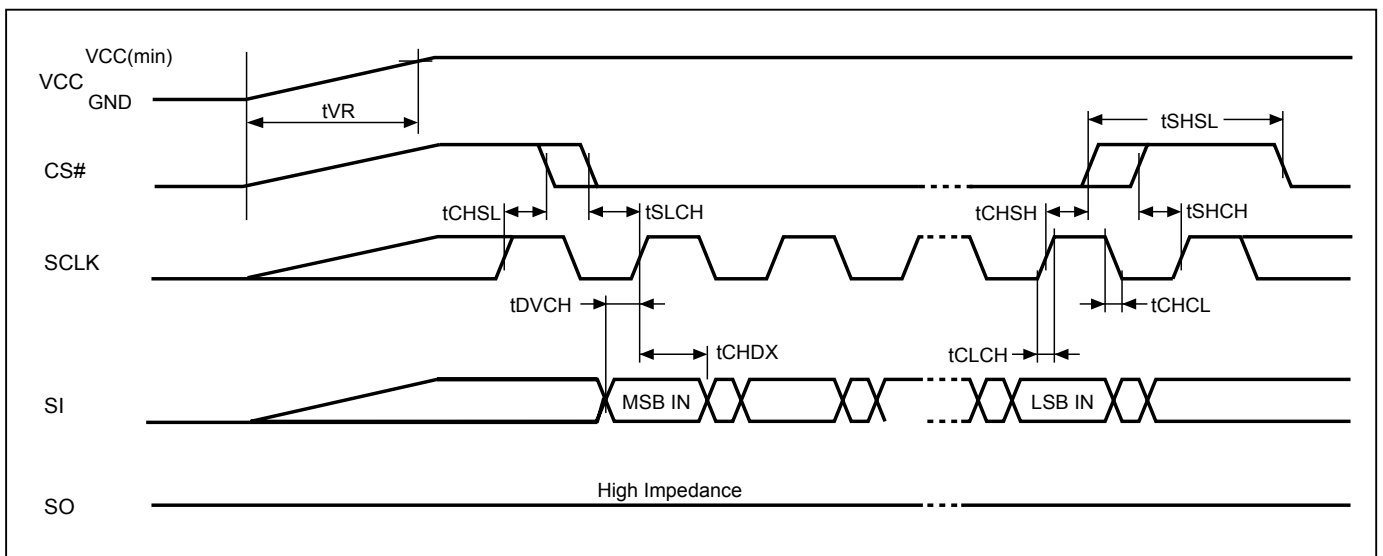 VCC(min)
VCC
GND
tVR
tSHSL
CS#
tCHSL
tSLCH
tCHSH
tSHCH
SCLK
tDVCH
tCHCL
tCHDX
tCLCH
SI
MSB IN
LSB IN
High Impedance
SO